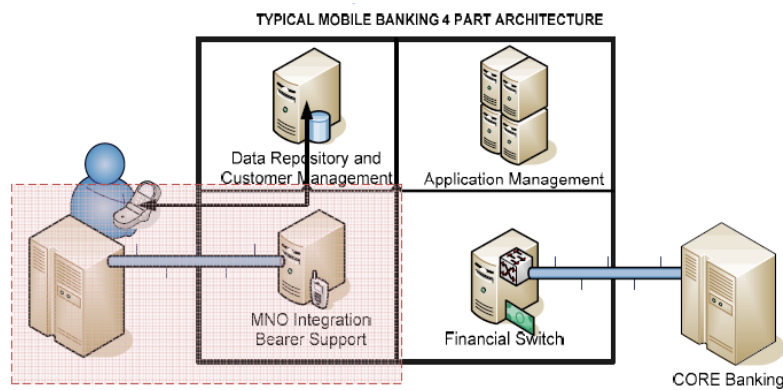 TYPICAL MOBILE BANKING 4 PART ARCHITECTURE
Data Repository and
Customer Management
Application Management
MNO Integration
Bearer Support
Financial Switch
CORE Banking